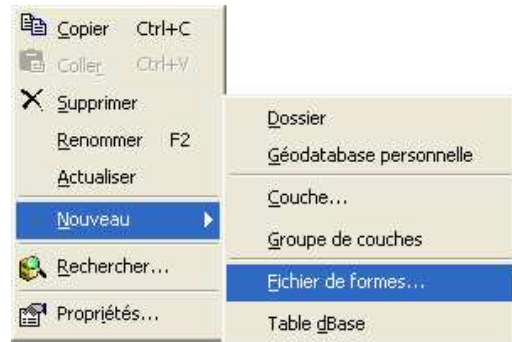 Copier Ctrl+C
Coller Ctrl+V
Supprimer
Renommer F2
Actualiser
Nouveau
Rechercher...
Propriétés...
Dossier
Géodatabase personnelle
Couche...
Groupe de couches
Fichier de formes...
Table dBase